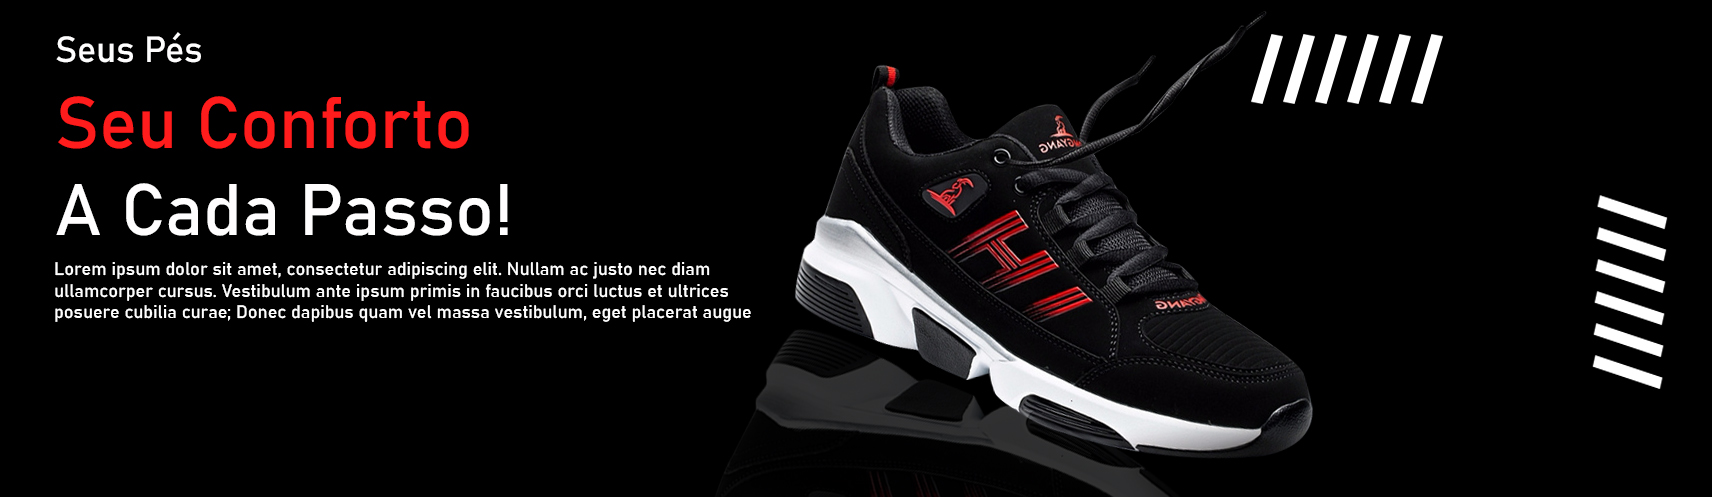 Seus Pés
Seu Conforto
A Cada Passo!
Lorem ipsum dolor sit amet, consectetur adipiscing elit. Nullam ac justo nec diam
ullamcorper cursus. Vestibulum ante ipsum primis in faucibus orci luctus et ultrices
posuere cubilia curae; Donec dapibus quam vel massa vestibulum, eget placerat augue